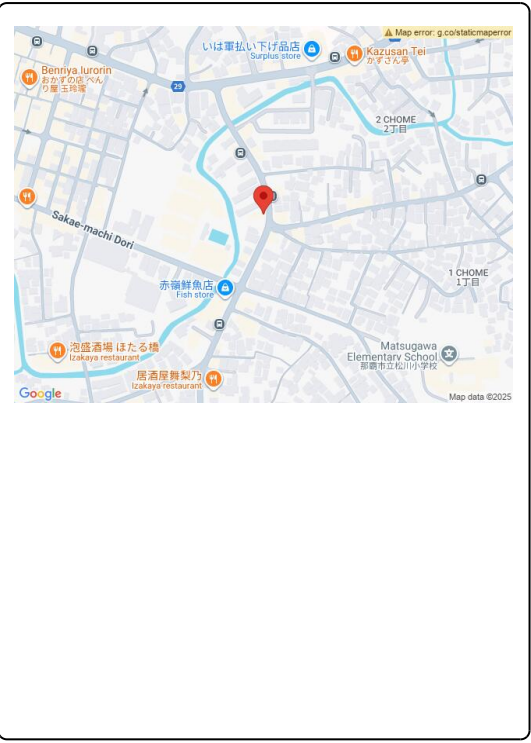 Map error: g.co/staticmaperror
いは軍払い下げ品店
Surplus store
Kazusan Tei
かずさん亭
Benriya Iurorin
おかずの店 べん
り屋 玉玲瓏
29
2 CHOME
2丁目
Sakae-machi Dori
1 CHOME
1丁目
赤嶺鮮魚店
Fish store
泡盛酒場 ほたる橋
Izakaya restaurant
Matsugawa
Elementary School
那覇市立松川小学校
居酒屋舞梨乃
Izakaya restaurant
Google
Map data ©2025